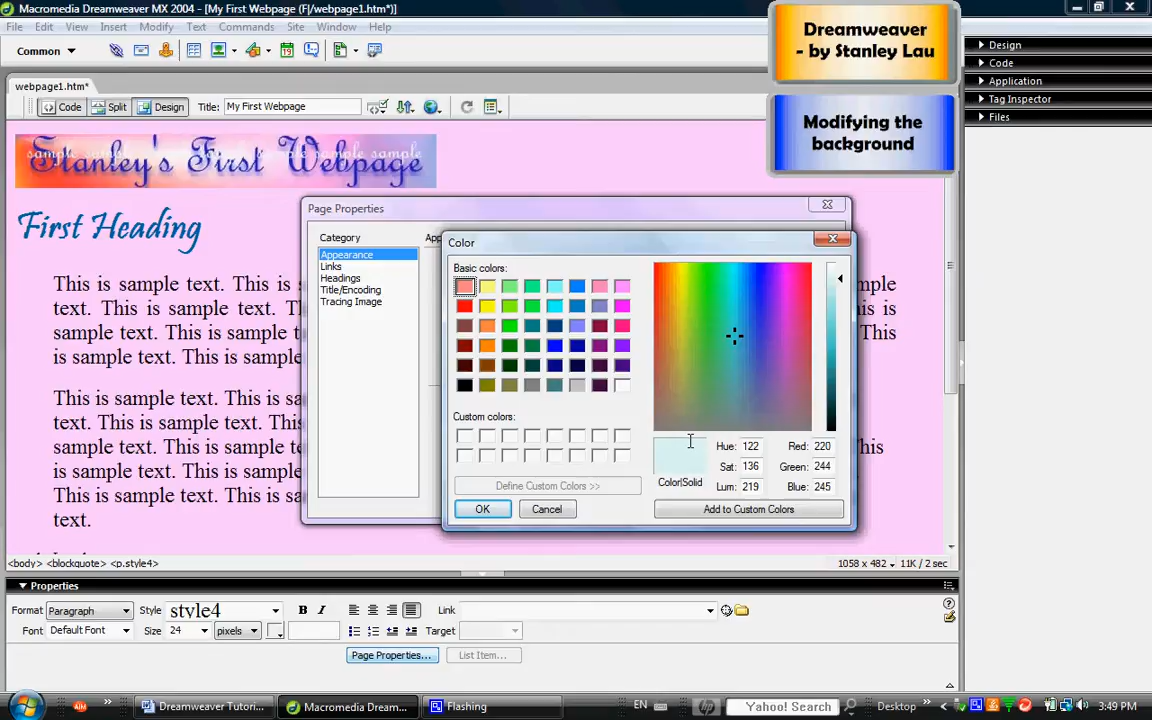 Macromedia Dreamweaver MX 2004 - [My First Webpage (F|/webpage1.htm*)]
File Edit View Insert Modify Text Commands Site Window Help
Common
webpage1.htm*
Code Split Design Title: My First Webpage
Dreamweaver
- by Stanley Lau
Modifying the
background
Design
Code
Application
Tag Inspector
Files
Stanley's First Webpage
sample sample sample
First Heading
This is sample text. This is
sample text. This is sample
text. This is sample text. This
is sample text. This is sample
This is sample text. This is
sample text. This is sample
sample text. This is sample
is sample text. This is sample
This is sample text. This is
text.
Page Properties
Category
Appearance
Links
Headings
Title/Encoding
Tracing Image
Color
Basic colors:
Custom colors:
Define Custom Colors >>
OK Cancel
Color|Solid
Hue: 122 Red: 220
Sat: 136 Green: 244
Lum: 219 Blue: 245
Add to Custom Colors
<body> <blockquote> <p.style4>
1058 x 482 11K / 2 sec
Properties
Format Paragraph Style style4 B I Link
Font Default Font Size 24 pixels Target
Page Properties... List Item...
Dreamweaver Tutori... Macromedia Dream... Flashing EN Yahoo! Search Desktop 3:49 PM